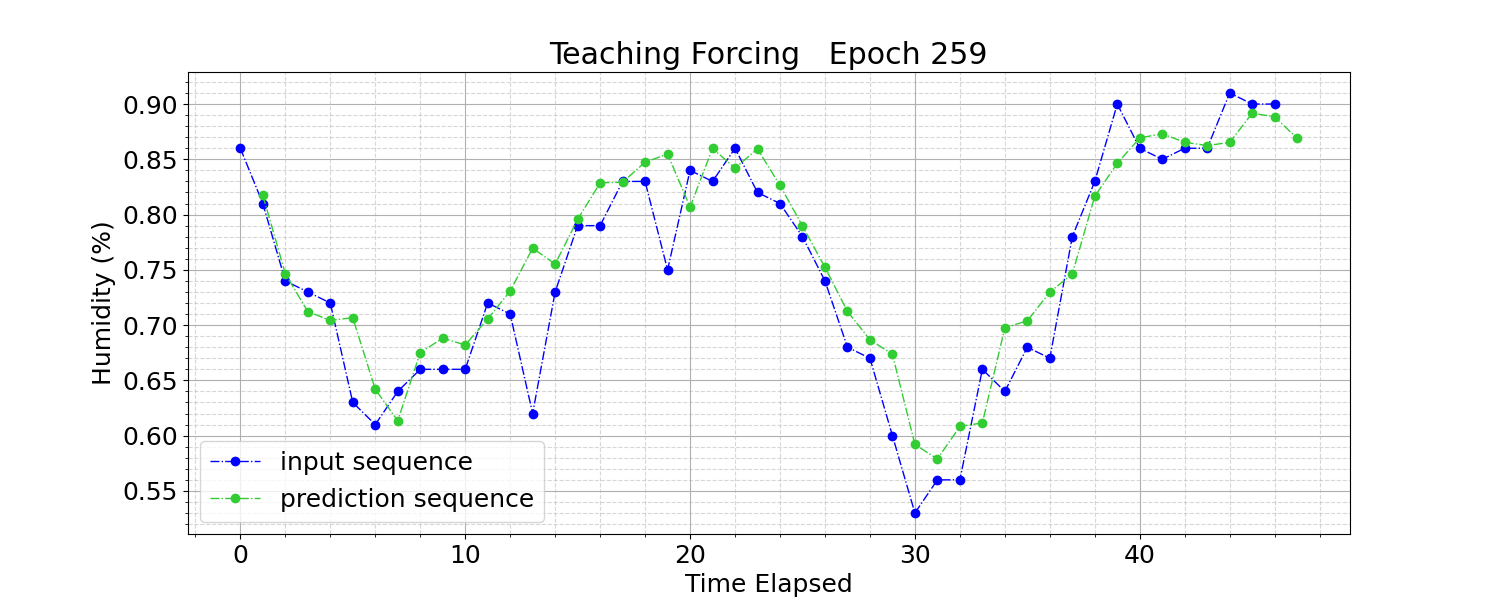 Teaching Forcing   Epoch 259
Humidity (%)
0.90
0.85
0.80
0.75
0.70
0.65
0.60
0.55
input sequence
prediction sequence
0 10 20 30 40
Time Elapsed